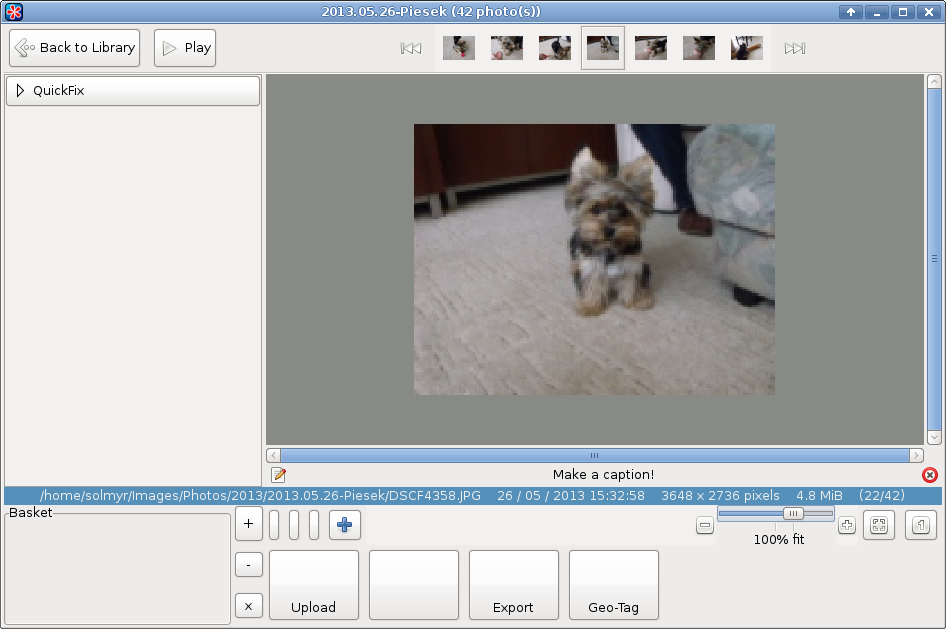 2013.05.26-Piesek (42 photo(s))
Back to Library
Play
QuickFix
Make a caption!
/home/solmyr/Images/Photos/2013/2013.05.26-Piesek/DSCF4358.JPG 26 / 05 / 2013 15:32:58 3648 x 2736 pixels 4.8 MiB (22/42)
Basket
+
-
x
100% fit
1
Upload
Export
Geo-Tag